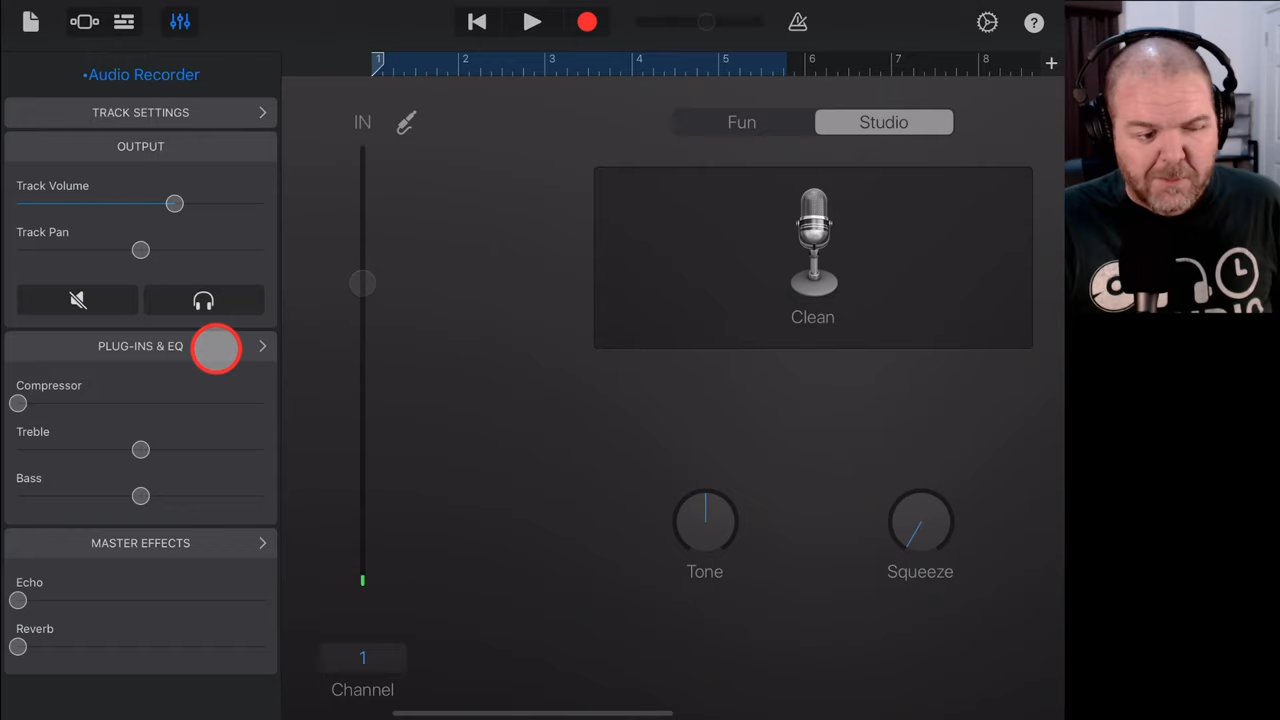 ?
•Audio Recorder
1 2 3 4 5 6 7 8 +
TRACK SETTINGS
OUTPUT
Track Volume
Track Pan
PLUG-INS & EQ
Compressor
Treble
Bass
MASTER EFFECTS
Echo
Reverb
IN
Fun Studio
Clean
Tone Squeeze
1
Channel